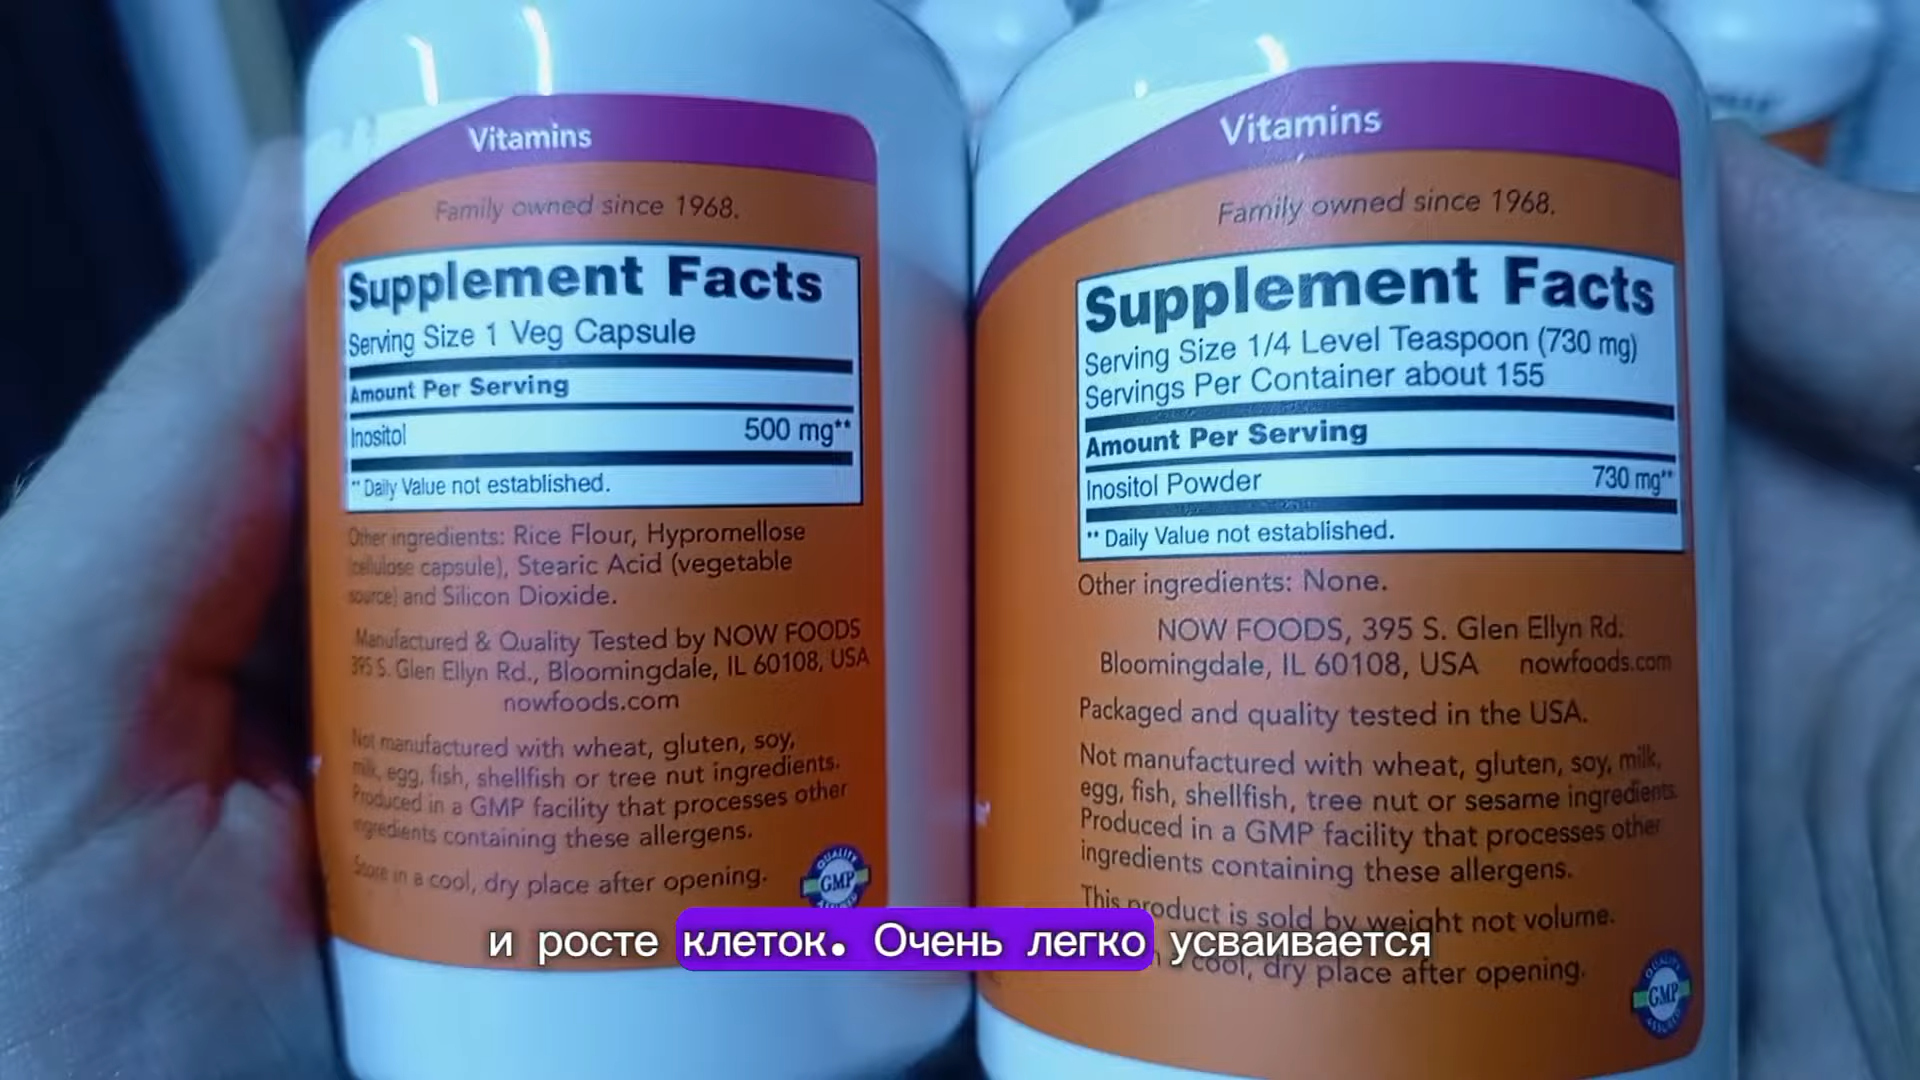 Vitamins
Family owned since 1968.
Supplement Facts
Serving Size 1 Veg Capsule
Amount Per Serving
Inositol 500 mg**
** Daily Value not established.
Other ingredients: Rice Flour, Hypromellose
(cellulose capsule), Stearic Acid (vegetable
source) and Silicon Dioxide.
Manufactured & Quality Tested by NOW FOODS
395 S. Glen Ellyn Rd., Bloomingdale, IL 60108, USA
nowfoods.com
Not manufactured with wheat, gluten, soy,
milk, egg, fish, shellfish or tree nut ingredients.
Produced in a GMP facility that processes other
ingredients containing these allergens.
Store in a cool, dry place after opening.
QUALITY
GMP
Vitamins
Family owned since 1968.
Supplement Facts
Serving Size 1/4 Level Teaspoon (730 mg)
Servings Per Container about 155
Amount Per Serving
Inositol Powder 730 mg**
** Daily Value not established.
Other ingredients: None.
NOW FOODS, 395 S. Glen Ellyn Rd.
Bloomingdale, IL 60108, USA nowfoods.com
Packaged and quality tested in the USA.
Not manufactured with wheat, gluten, soy, milk,
egg, fish, shellfish, tree nut or sesame ingredients.
Produced in a GMP facility that processes other
ingredients containing these allergens.
This product is sold by weight not volume.
cool, dry place after opening.
QUALITY
GMP
ASSURED
и росте клеток. Очень легко усваивается